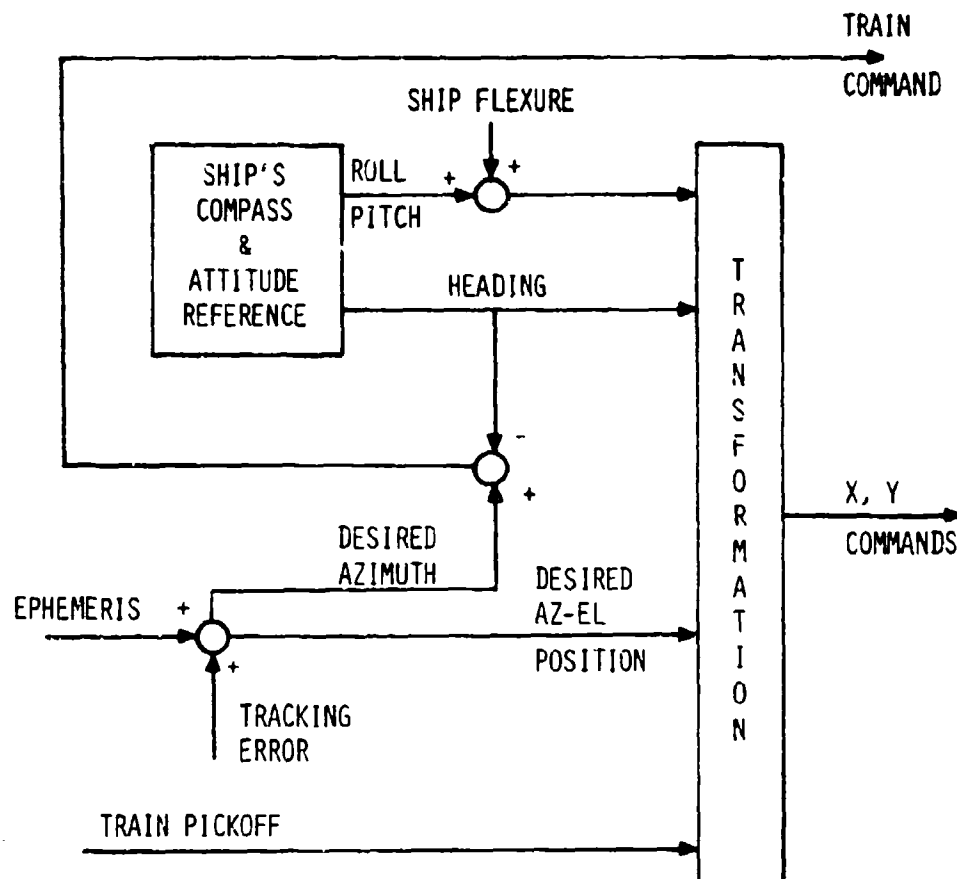 TRAIN
COMMAND
SHIP FLEXURE
+
SHIP'S
COMPASS
&
ATTITUDE
REFERENCE
ROLL
PITCH
+
HEADING
TRANSFORMATION
-
+
X, Y
COMMANDS
DESIRED
AZIMUTH
DESIRED
AZ-EL
POSITION
EPHEMERIS
+
+
TRACKING
ERROR
TRAIN PICKOFF